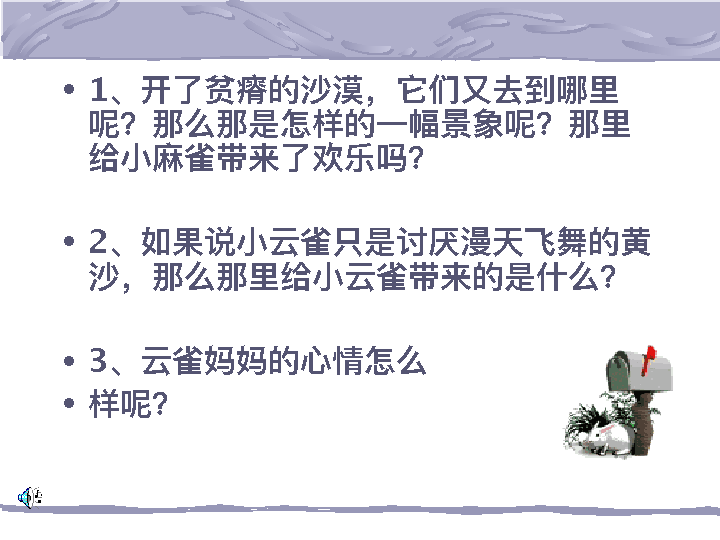 • 1、开了贫瘠的沙漠，它们又去到哪里
呢？那么那是怎样的一幅景象呢？那里
给小麻雀带来了欢乐吗？
• 2、如果说小云雀只是讨厌漫天飞舞的黄
沙，那么那里给小云雀带来的是什么？
• 3、云雀妈妈的心情怎么
• 样呢？